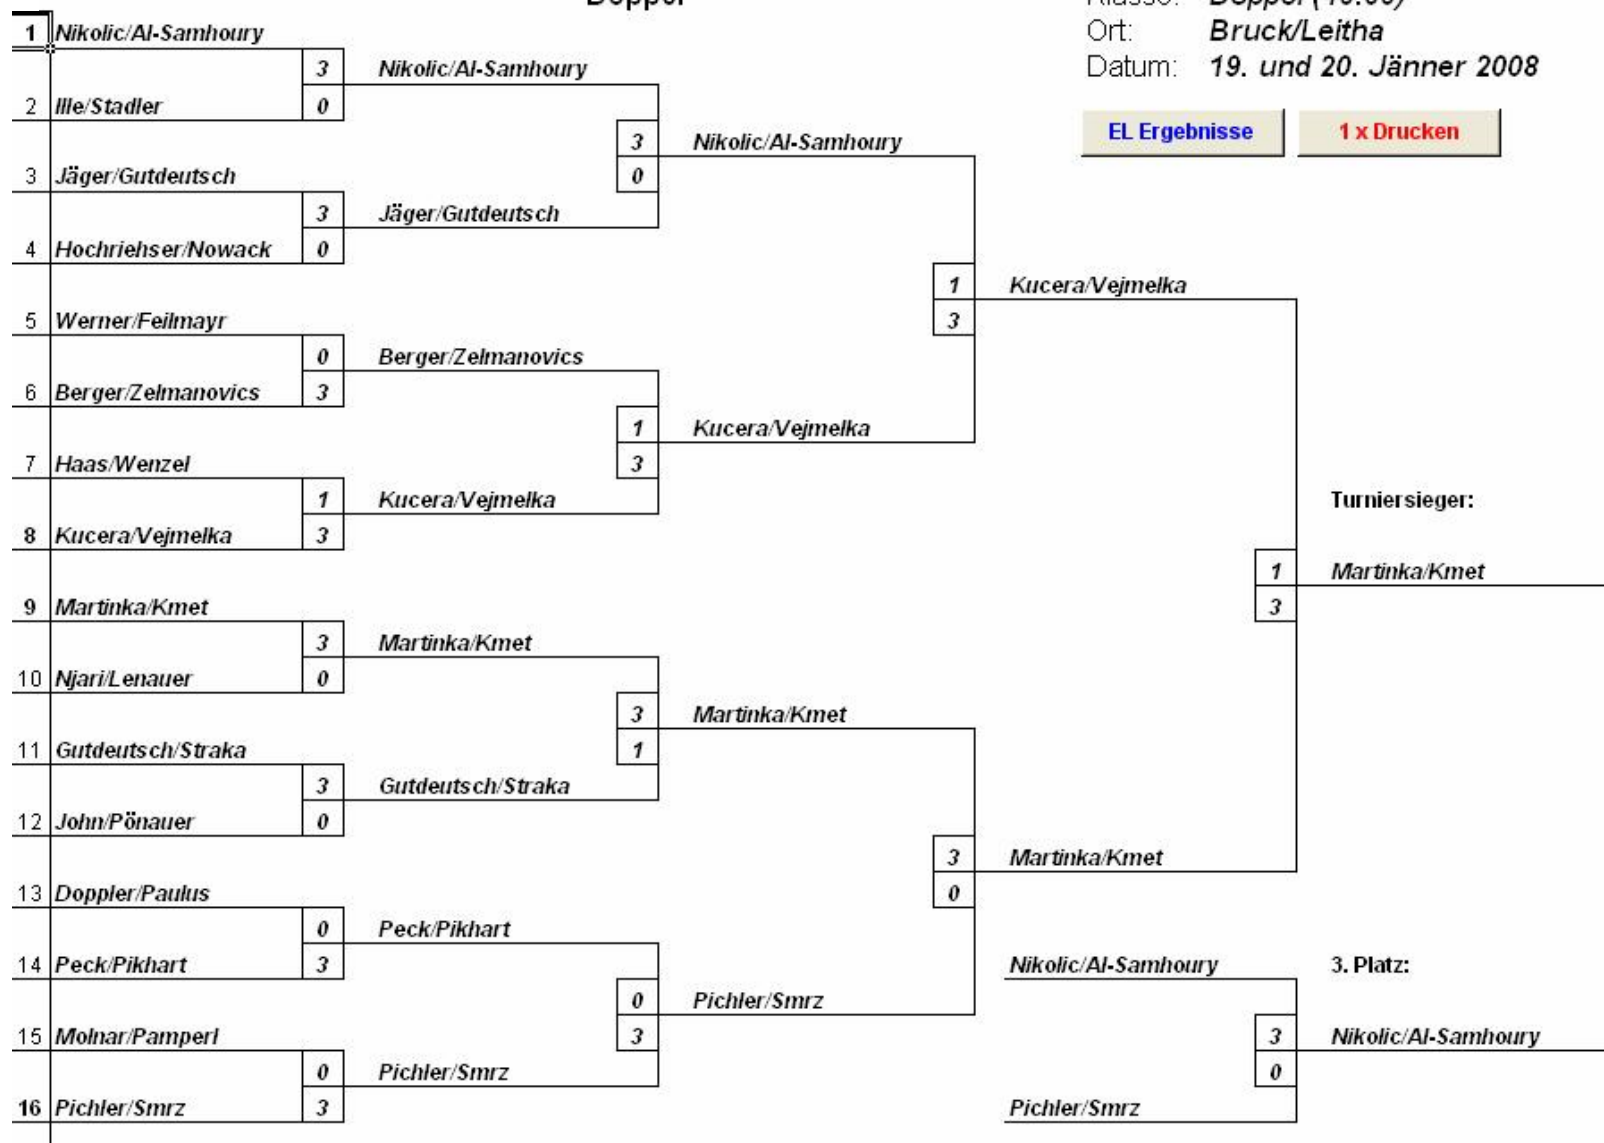 Doppel
Klasse: Doppel
Ort: Bruck/Leitha
Datum: 19. und 20. Jänner 2008
EL Ergebnisse
1 x Drucken
1 Nikolic/Al-Samhoury
3 Nikolic/Al-Samhoury
2 Ille/Stadler 0
3 Nikolic/Al-Samhoury
0
3 Jäger/Gutdeutsch
3 Jäger/Gutdeutsch
4 Hochriehser/Nowack 0
1 Kucera/Vejmelka
3
5 Werner/Feilmayr
0 Berger/Zelmanovics
6 Berger/Zelmanovics 3
1 Kucera/Vejmelka
3
7 Haas/Wenzel
1 Kucera/Vejmelka
8 Kucera/Vejmelka 3
Turniersieger:
1 Martinka/Kmet
3
9 Martinka/Kmet
3 Martinka/Kmet
10 Njari/Lenauer 0
3 Martinka/Kmet
1
11 Gutdeutsch/Straka
3 Gutdeutsch/Straka
12 John/Pönauer 0
3 Martinka/Kmet
0
13 Doppler/Paulus
0 Peck/Pikhart
14 Peck/Pikhart 3
0 Pichler/Smrz
3
15 Molnar/Pamperl
0 Pichler/Smrz
16 Pichler/Smrz 3
Nikolic/Al-Samhoury
3. Platz:
3 Nikolic/Al-Samhoury
0
Pichler/Smrz